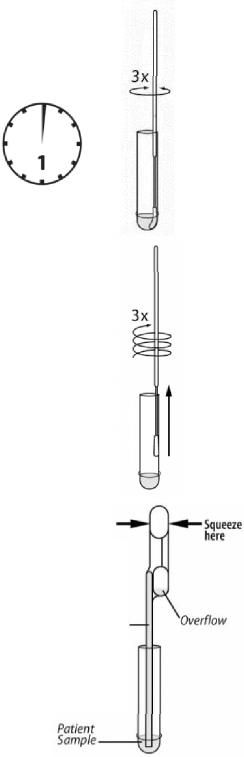 3x
1
3x
Squeeze
here
Overflow
Patient
Sample